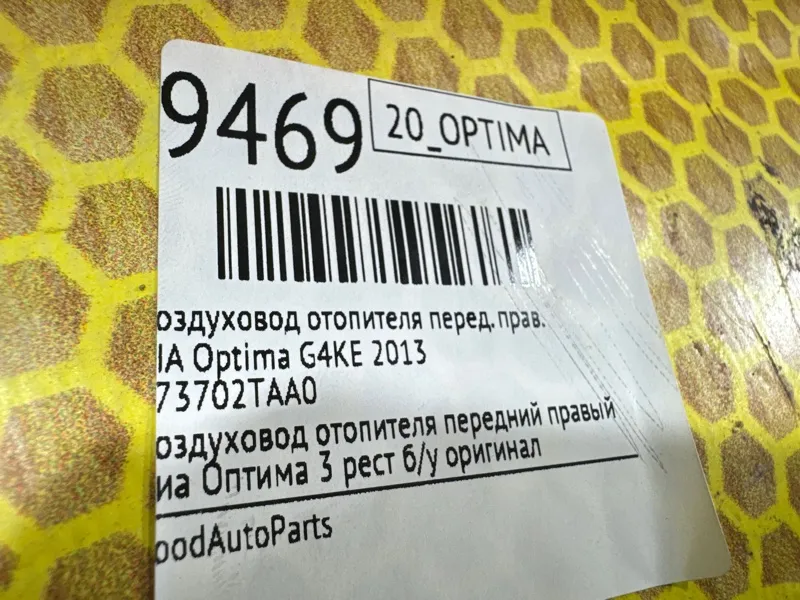 9469
20_OPTIMA
оздуховод отопителя перед. прав.
IA Optima G4KE 2013
73702TAA0
оздуховод отопителя передний правый
иа Оптима 3 рест б/у оригинал
oodAutoParts